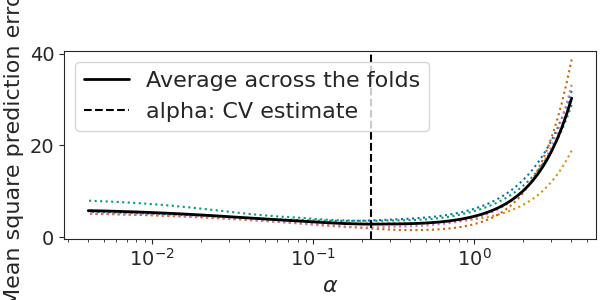 Mean square prediction erro
40
20
0
Average across the folds
alpha: CV estimate
10⁻² 10⁻¹ 10⁰
α